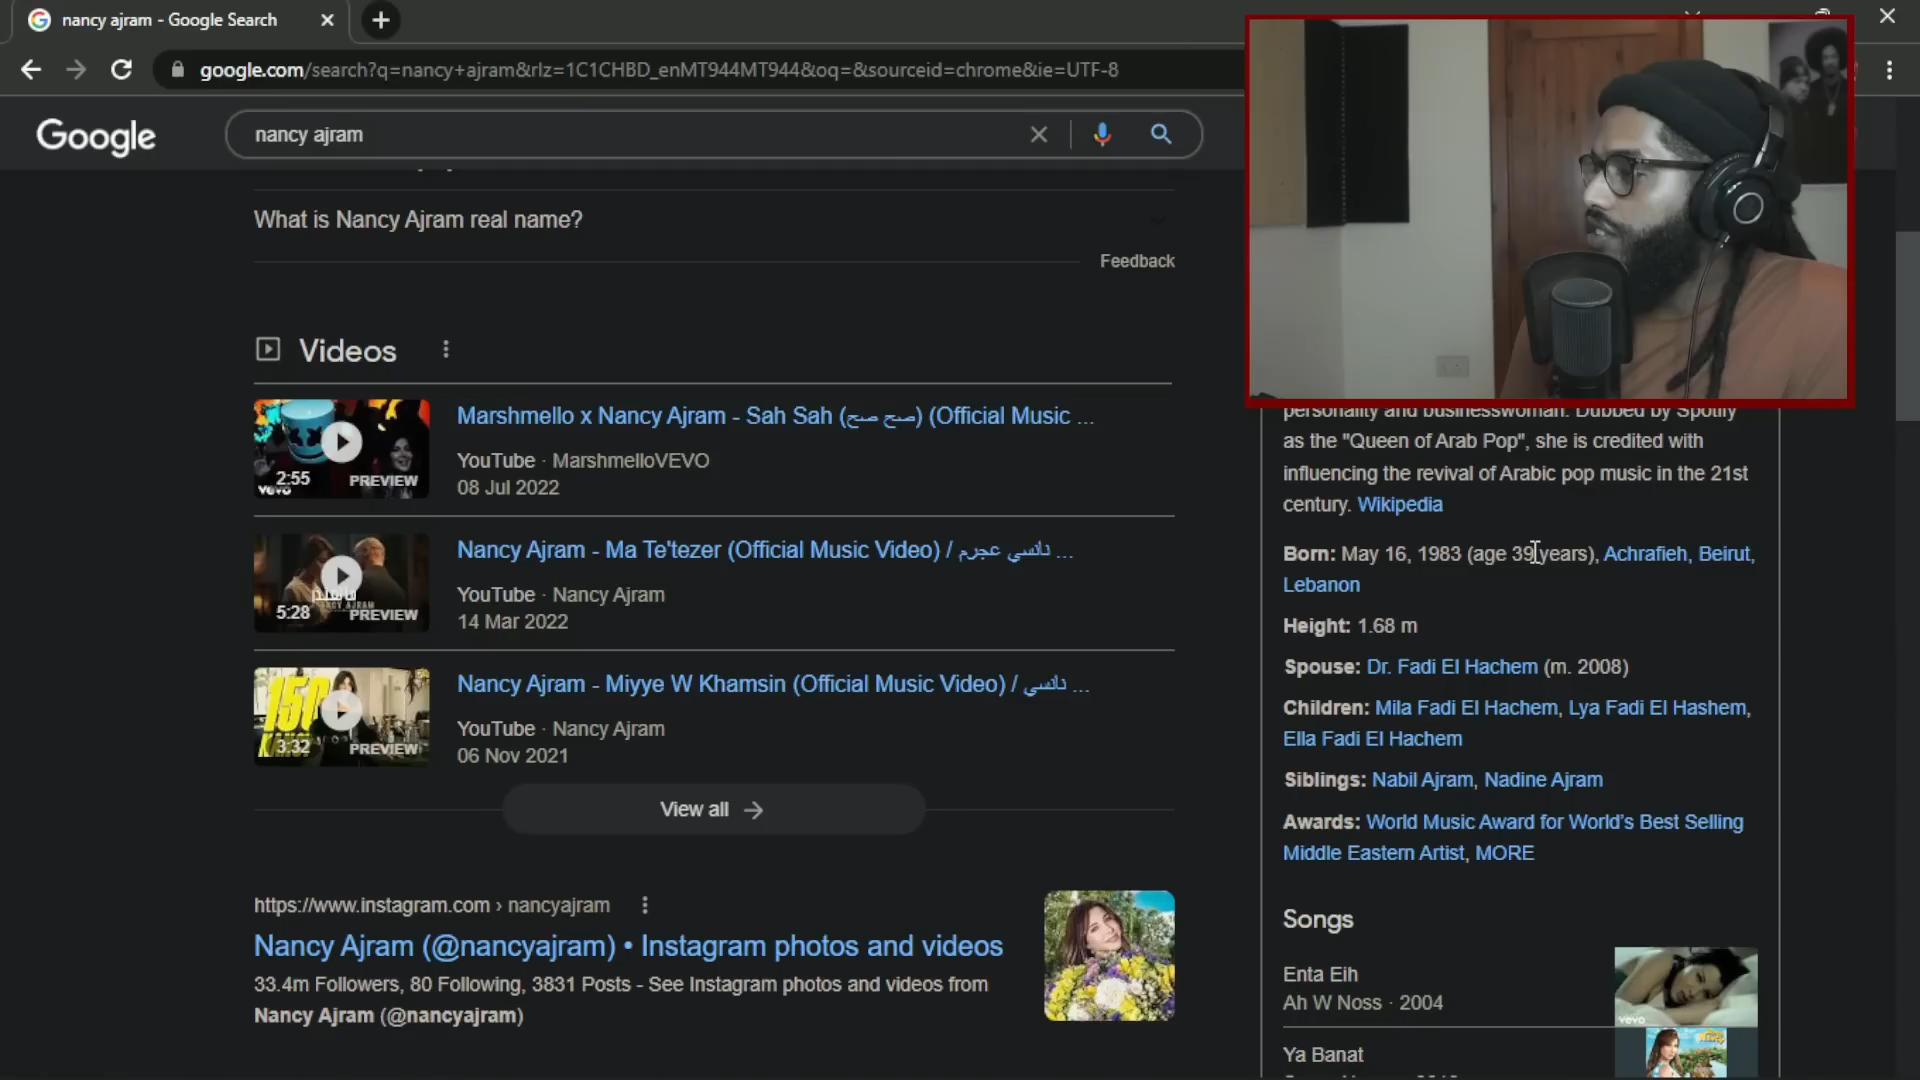 nancy ajram - Google Search
google.com/search?q=nancy+ajram&rlz=1C1CHBD_enMT944MT944&oq=&sourceid=chrome&ie=UTF-8
Google
nancy ajram
What is Nancy Ajram real name?
Feedback
Videos
Marshmello x Nancy Ajram - Sah Sah (صح صح) (Official Music ...
YouTube · MarshmelloVEVO
08 Jul 2022
2:55
PREVIEW
vevo
Nancy Ajram - Ma Te'tezer (Official Music Video) / نانسي عجرم ...
YouTube · Nancy Ajram
14 Mar 2022
5:28
PREVIEW
Nancy Ajram - Miyye W Khamsin (Official Music Video) / نانسي ...
YouTube · Nancy Ajram
06 Nov 2021
150
3:32
PREVIEW
View all
https://www.instagram.com › nancyajram
Nancy Ajram (@nancyajram) • Instagram photos and videos
33.4m Followers, 80 Following, 3831 Posts - See Instagram photos and videos from
Nancy Ajram (@nancyajram)
personality and businesswoman. Dubbed by Spotify
as the "Queen of Arab Pop", she is credited with
influencing the revival of Arabic pop music in the 21st
century. Wikipedia
Born: May 16, 1983 (age 39 years), Achrafieh, Beirut,
Lebanon
Height: 1.68 m
Spouse: Dr. Fadi El Hachem (m. 2008)
Children: Mila Fadi El Hachem, Lya Fadi El Hashem,
Ella Fadi El Hachem
Siblings: Nabil Ajram, Nadine Ajram
Awards: World Music Award for World's Best Selling
Middle Eastern Artist, MORE
Songs
Enta Eih
Ah W Noss · 2004
vevo
Ya Banat